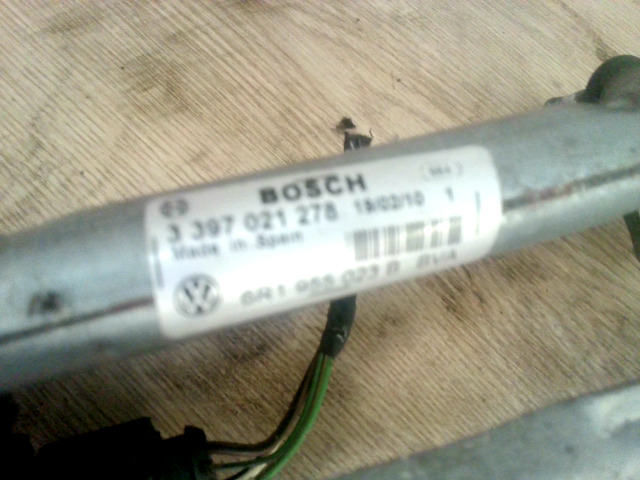 BOSCH
3 397 021 278 19/02/10 1
Made in Spain
6R1 955 023 B